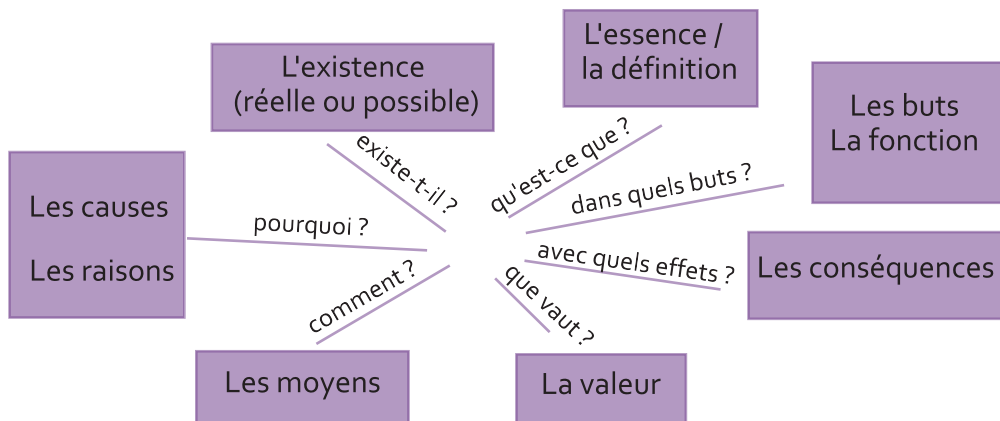 L'essence /
la définition
L'existence
(réelle ou possible)
Les buts
La fonction
existe-t-il ?
qu'est-ce que ?
dans quels buts ?
Les causes
Les raisons
pourquoi ?
avec quels effets ?
Les conséquences
comment ?
que vaut ?
Les moyens
La valeur